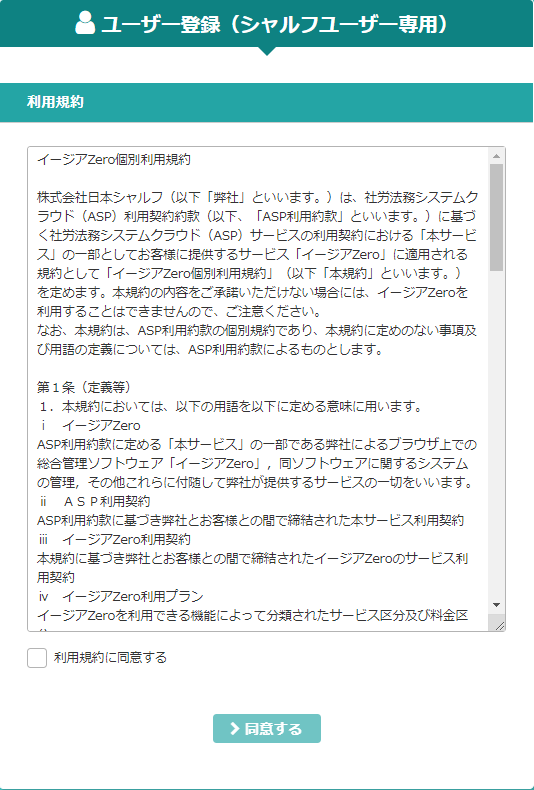 ユーザー登録（シャルフユーザー専用）
利用規約
イージアZero個別利用規約
株式会社日本シャルフ（以下「弊社」といいます。）は、社労法務システムク
ラウド（ASP）利用契約約款（以下、「ASP利用約款」といいます。）に基づ
く社労法務システムクラウド（ASP）サービスの利用契約における「本サービ
ス」の一部としてお客様に提供するサービス「イージアZero」に適用される
規約として「イージアZero個別利用規約」（以下「本規約」といいます。）
を定めます。本規約の内容をご承諾いただけない場合には、イージアZeroを
利用することはできませんので、ご注意ください。
なお、本規約は、ASP利用約款の個別規約であり、本規約に定めのない事項及
び用語の定義については、ASP利用約款によるものとします。
第１条（定義等）
１．本規約においては、以下の用語を以下に定める意味に用います。
ⅰ　イージアZero
ASP利用約款に定める「本サービス」の一部である弊社によるブラウザ上での
総合管理ソフトウェア「イージアZero」，同ソフトウェアに関するシステム
の管理，その他これらに付随して弊社が提供するサービスの一切をいいます。
ⅱ　ＡＳＰ利用契約
ASP利用約款に基づき弊社とお客様との間で締結された本サービス利用契約
ⅲ　イージアZero利用契約
本規約に基づき弊社とお客様との間で締結されたイージアZeroのサービス利
用契約
ⅳ　イージアZero利用プラン
イージアZeroを利用できる機能によって分類されたサービス区分及び料金区
利用規約に同意する
同意する